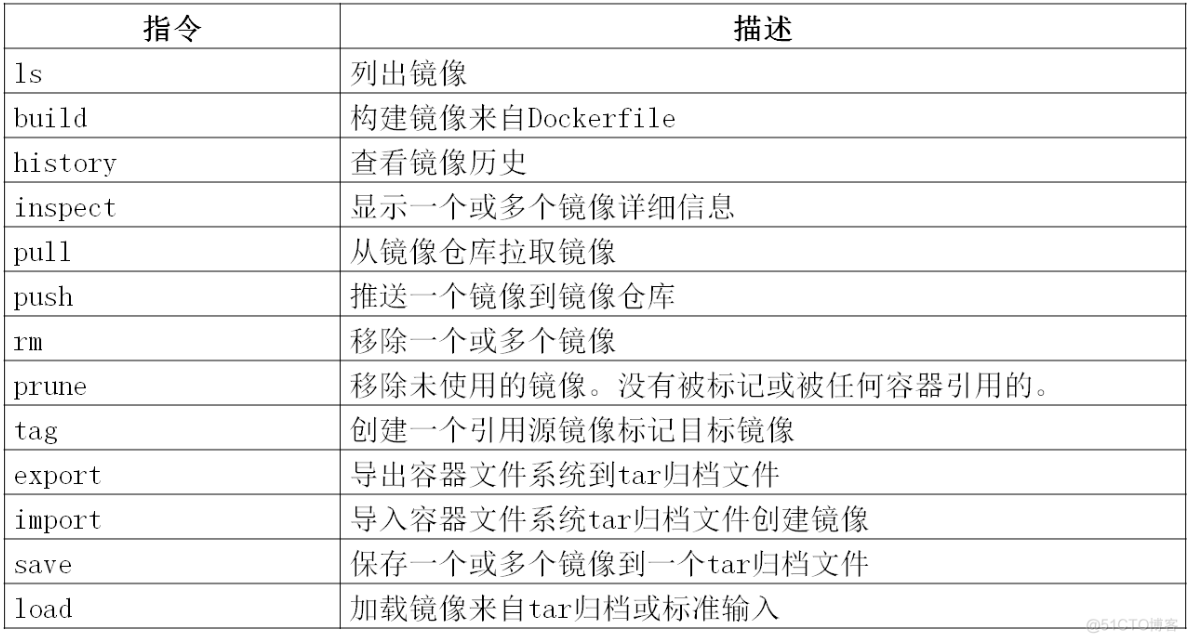 指令 描述
ls 列出镜像
build 构建镜像来自Dockerfile
history 查看镜像历史
inspect 显示一个或多个镜像详细信息
pull 从镜像仓库拉取镜像
push 推送一个镜像到镜像仓库
rm 移除一个或多个镜像
prune 移除未使用的镜像。没有被标记或被任何容器引用的。
tag 创建一个引用源镜像标记目标镜像
export 导出容器文件系统到tar归档文件
import 导入容器文件系统tar归档文件创建镜像
save 保存一个或多个镜像到一个tar归档文件
load 加载镜像来自tar归档或标准输入
@51CTO博客